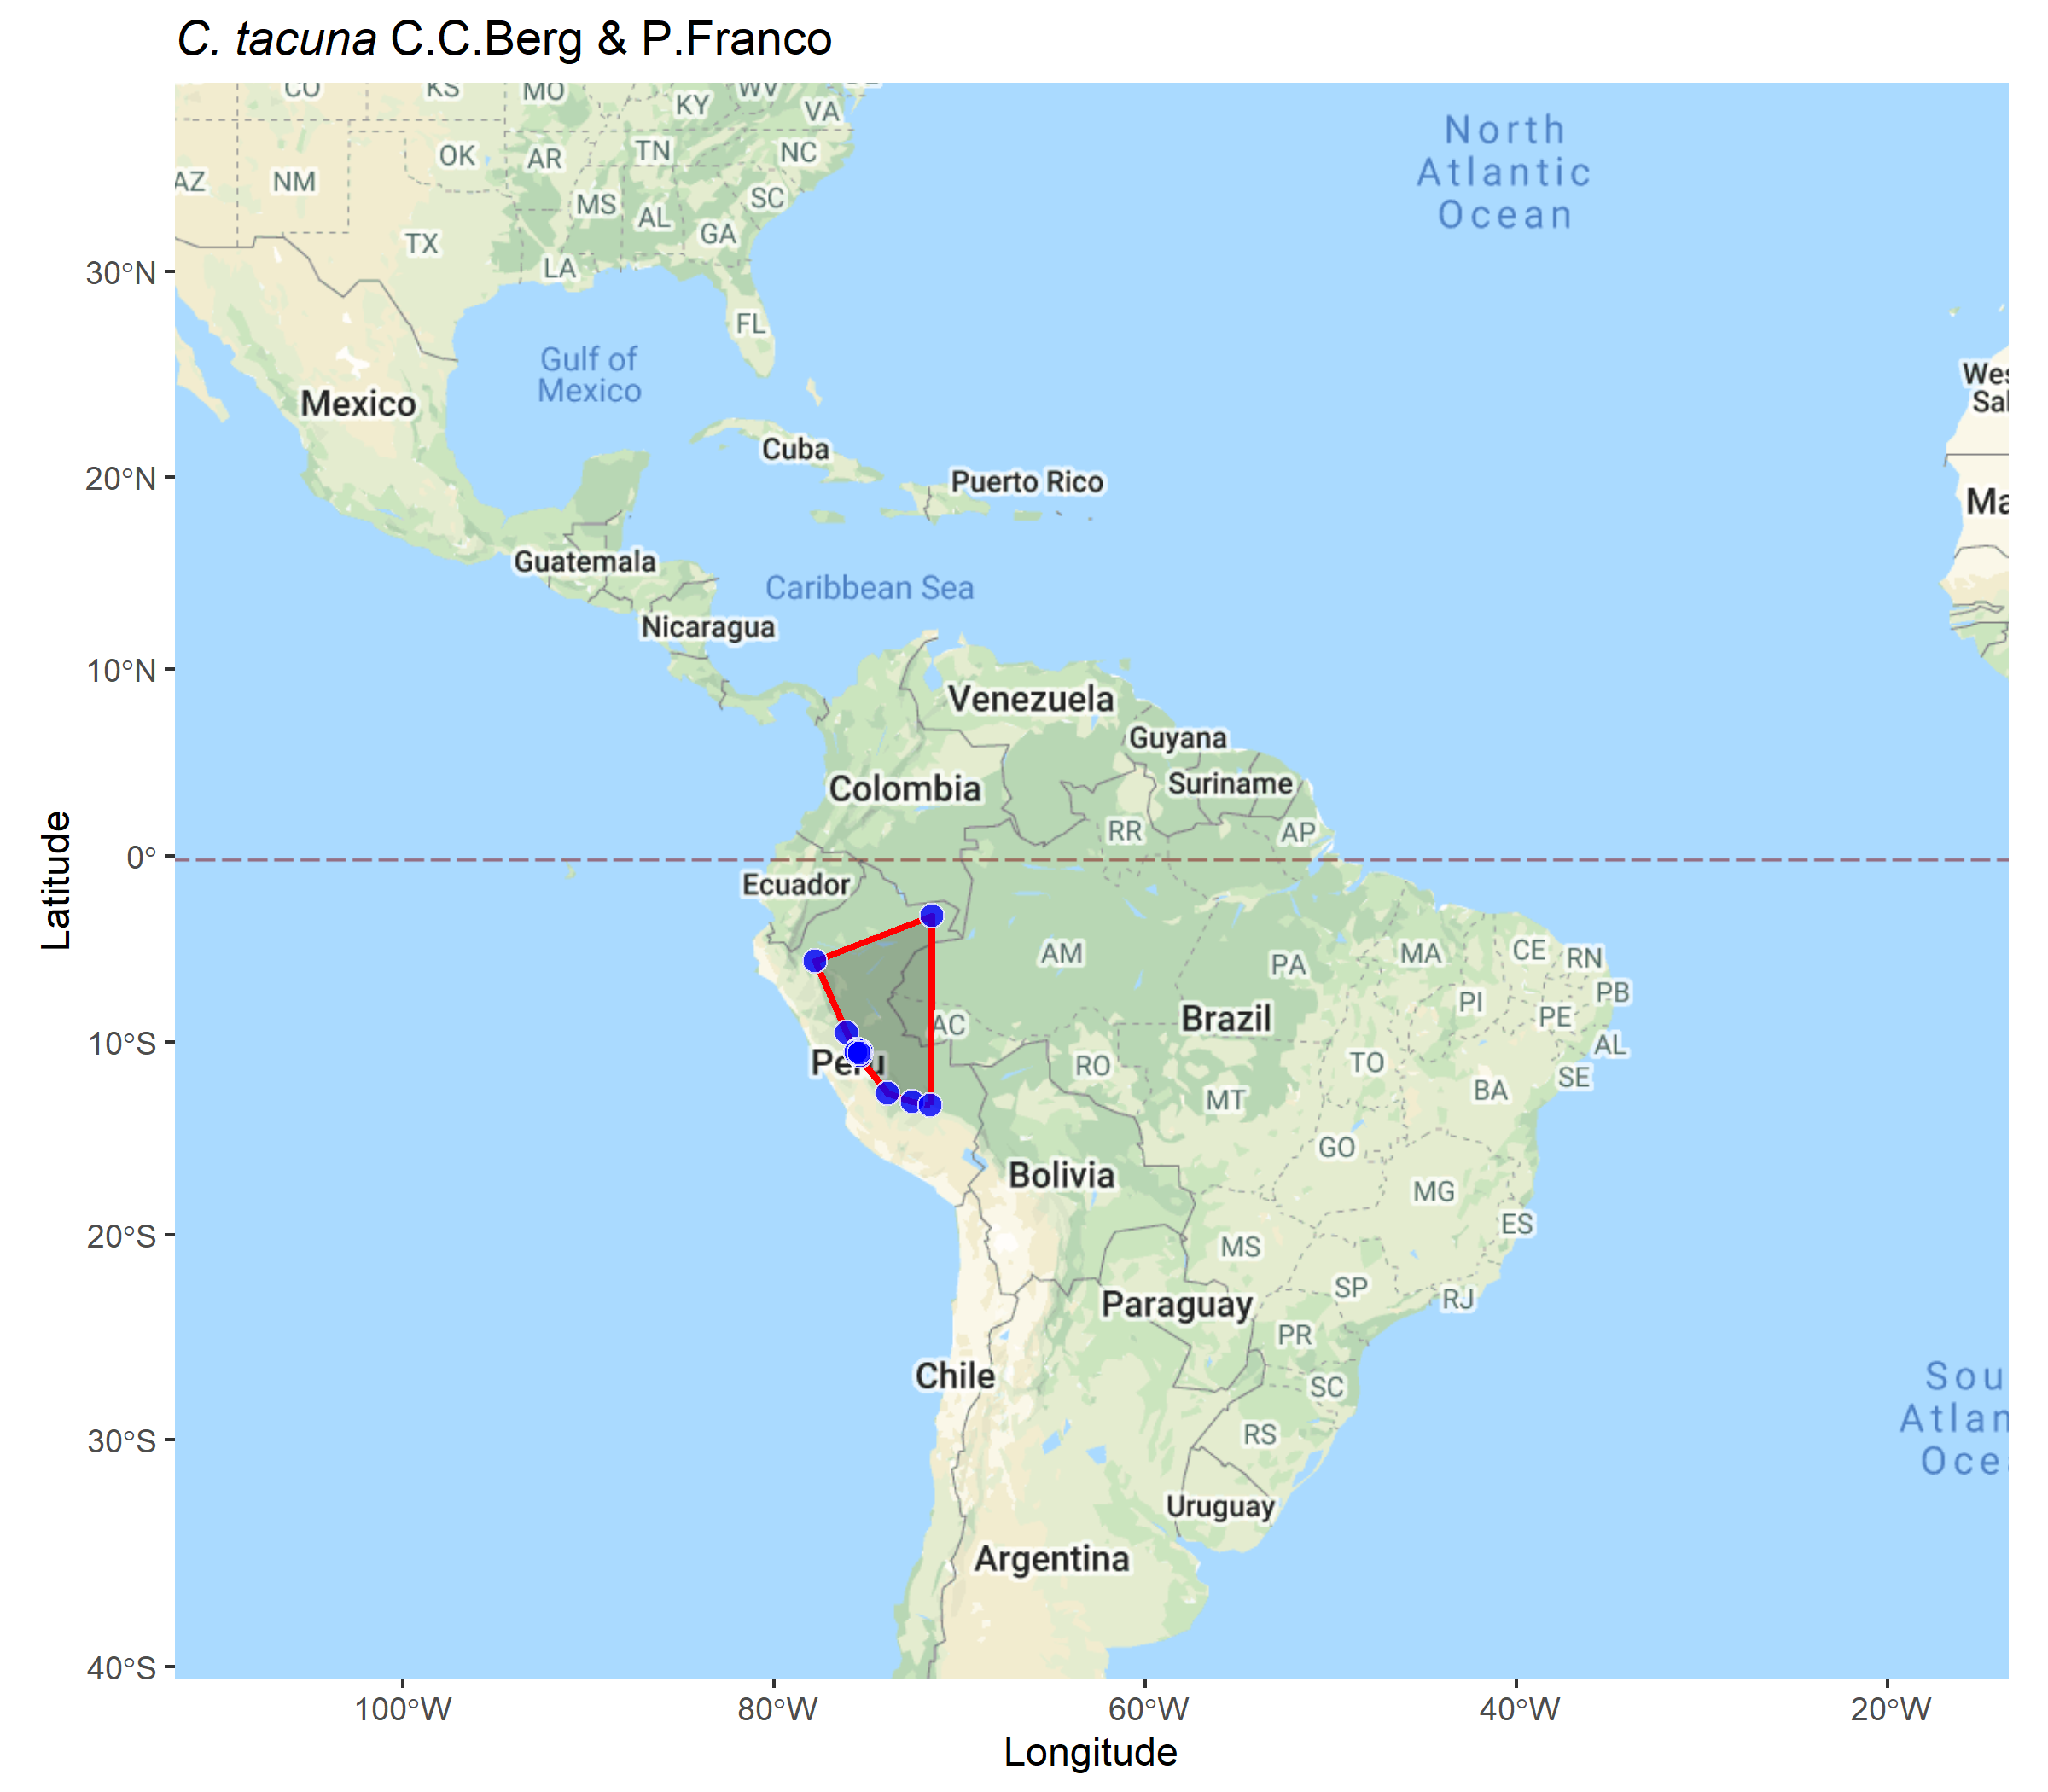 C. tacuna C.C.Berg & P.Franco
CO
KS
MO
WV
KY
VA
OK
AR
TN
NC
AZ
NM
MS
AL
SC
GA
TX
LA
FL
North
Atlantic
Ocean
30°N
Gulf of
Mexico
Mexico
Cuba
Puerto Rico
Wes
Sal
20°N
Ma
Guatemala
Caribbean Sea
Nicaragua
10°N
Venezuela
Guyana
Colombia
Suriname
RR
AP
0°
Ecuador
Latitude
AM
PA
MA
CE
RN
PI
PB
PE
AC
Brazil
10°S
Peru
RO
TO
AL
SE
BA
MT
GO
Bolivia
MG
20°S
ES
MS
SP
RJ
Paraguay
PR
Chile
SC
Sou
Atlan
Oce
30°S
RS
Uruguay
Argentina
40°S
100°W
80°W
60°W
40°W
20°W
Longitude